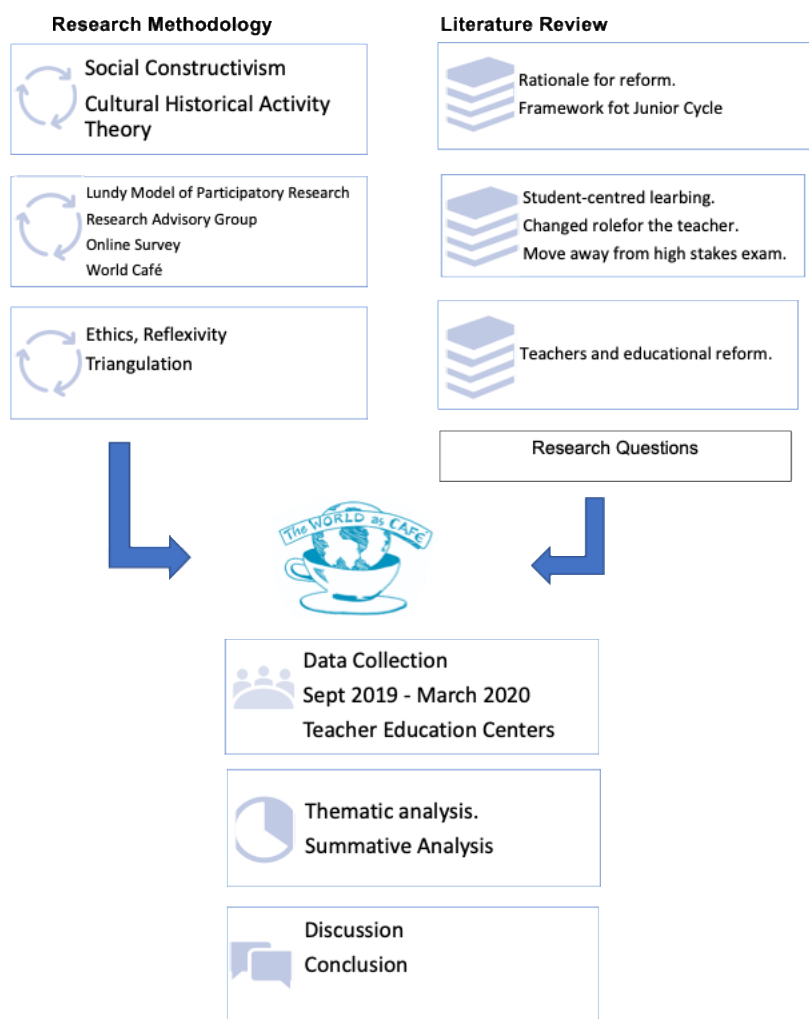 Research Methodology
Social Constructivism
Cultural Historical Activity
Theory
Lundy Model of Participatory Research
Research Advisory Group
Online Survey
World Café
Ethics, Reflexivity
Triangulation
Literature Review
Rationale for reform.
Framework fot Junior Cycle
Student-centred learbing.
Changed rolefor the teacher.
Move away from high stakes exam.
Teachers and educational reform.
Research Questions
The WORLD as CAFÉ
Data Collection
Sept 2019 - March 2020
Teacher Education Centers
Thematic analysis.
Summative Analysis
Discussion
Conclusion